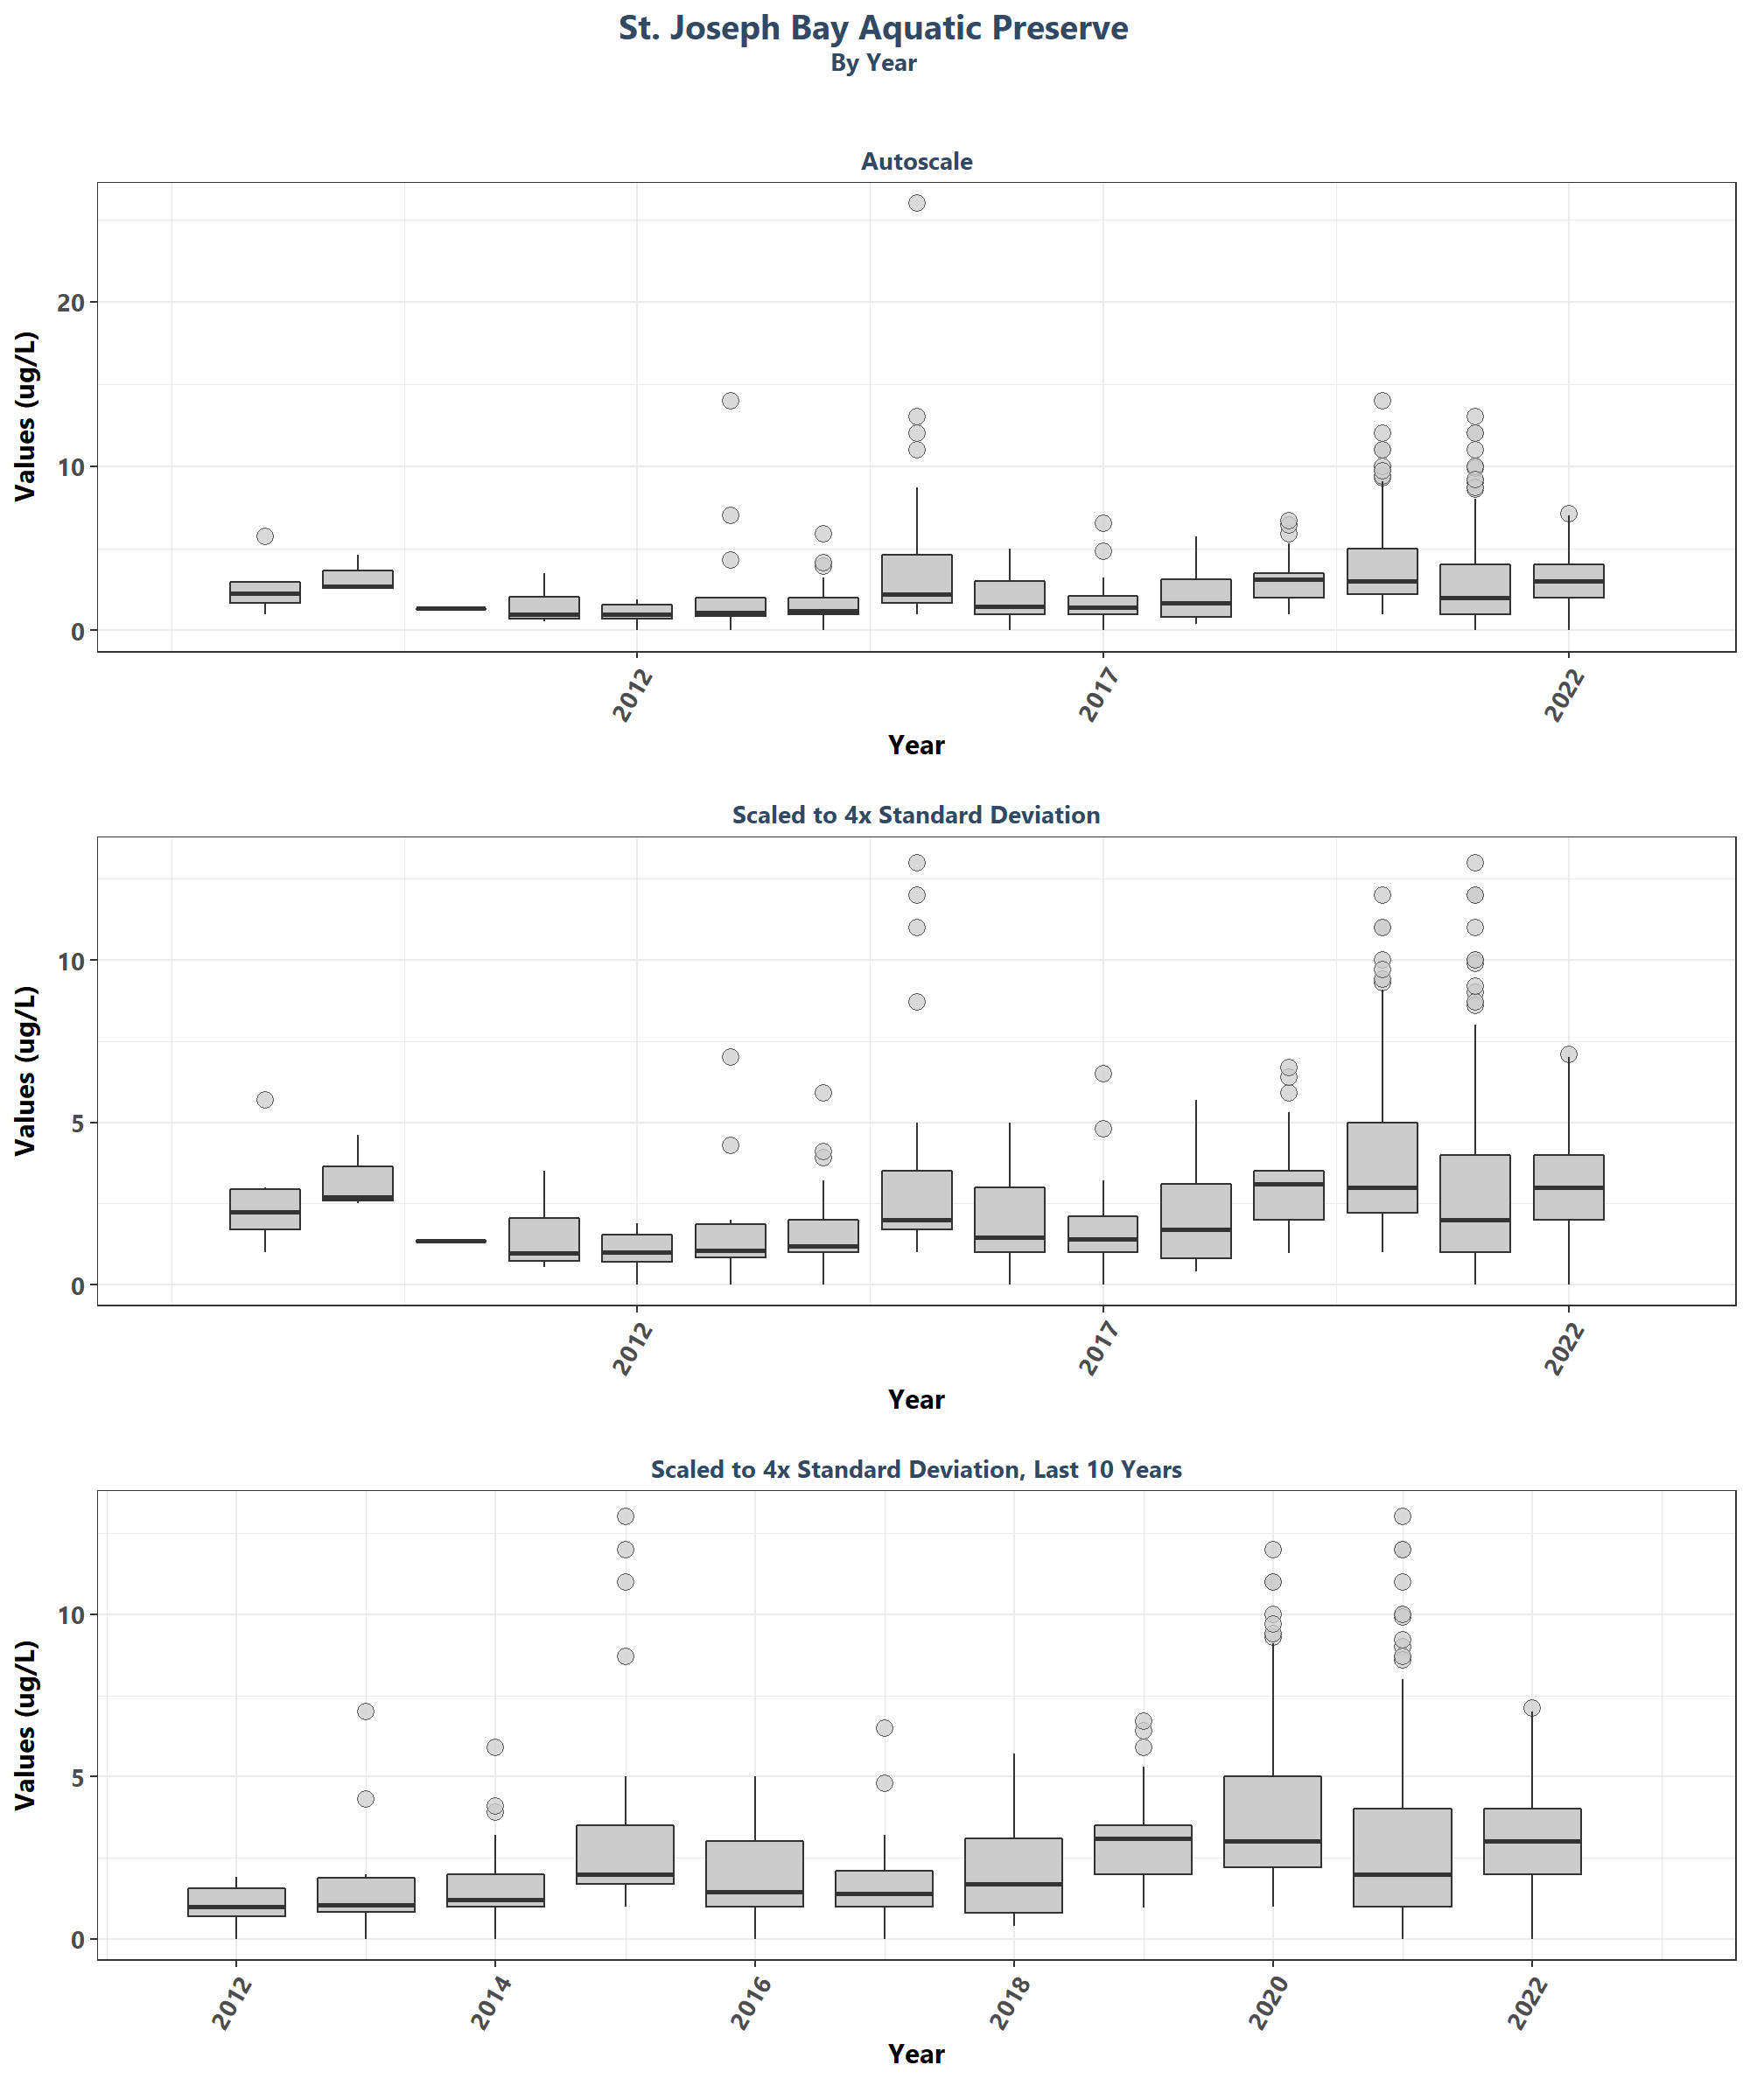 St. Joseph Bay Aquatic Preserve
By Year
Autoscale
Values (ug/L)
20
10
0
2012
2017
2022
Year
Scaled to 4x Standard Deviation
Values (ug/L)
10
5
0
2012
2017
2022
Year
Scaled to 4x Standard Deviation, Last 10 Years
Values (ug/L)
10
5
0
2012
2014
2016
2018
2020
2022
Year